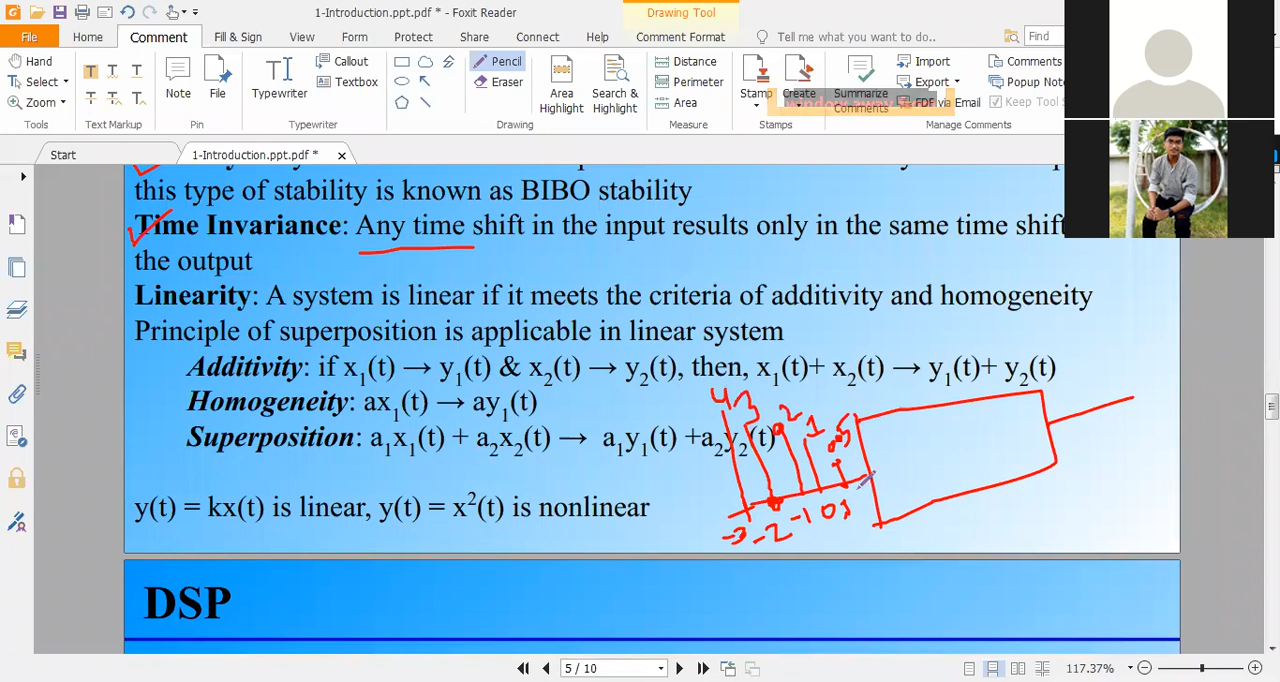 1-Introduction.ppt.pdf * - Foxit Reader
Drawing Tool
File Home Comment Fill & Sign View Form Protect Share Connect Help Comment Format Tell me what you want to do.. Find
Hand
Select
Zoom
Tools
T T T
T T T
Text Markup
Note
File
Pin
Typewriter
Callout
Textbox
Typewriter
Pencil
Eraser
Area Highlight
Search & Highlight
Drawing
Distance
Perimeter
Area
Measure
Stamp
Create
Stamps
window away
Summarize Comments
Import
Export
FDF via Email
Comments
Popup Note
Keep Tool S
Manage Comments
Start
1-Introduction.ppt.pdf *
this type of stability is known as BIBO stability
Time Invariance: Any time shift in the input results only in the same time shift
the output
Linearity: A system is linear if it meets the criteria of additivity and homogeneity
Principle of superposition is applicable in linear system
Additivity: if x₁(t) → y₁(t) & x₂(t) → y₂(t), then, x₁(t)+ x₂(t) → y₁(t)+ y₂(t)
Homogeneity: ax₁(t) → ay₁(t)
Superposition: a₁x₁(t) + a₂x₂(t) → a₁y₁(t) +a₂y₂(t)
4 3 2 1
-3 -2 -1 0 1
y(t) = kx(t) is linear, y(t) = x²(t) is nonlinear
DSP
5 / 10
117.37%